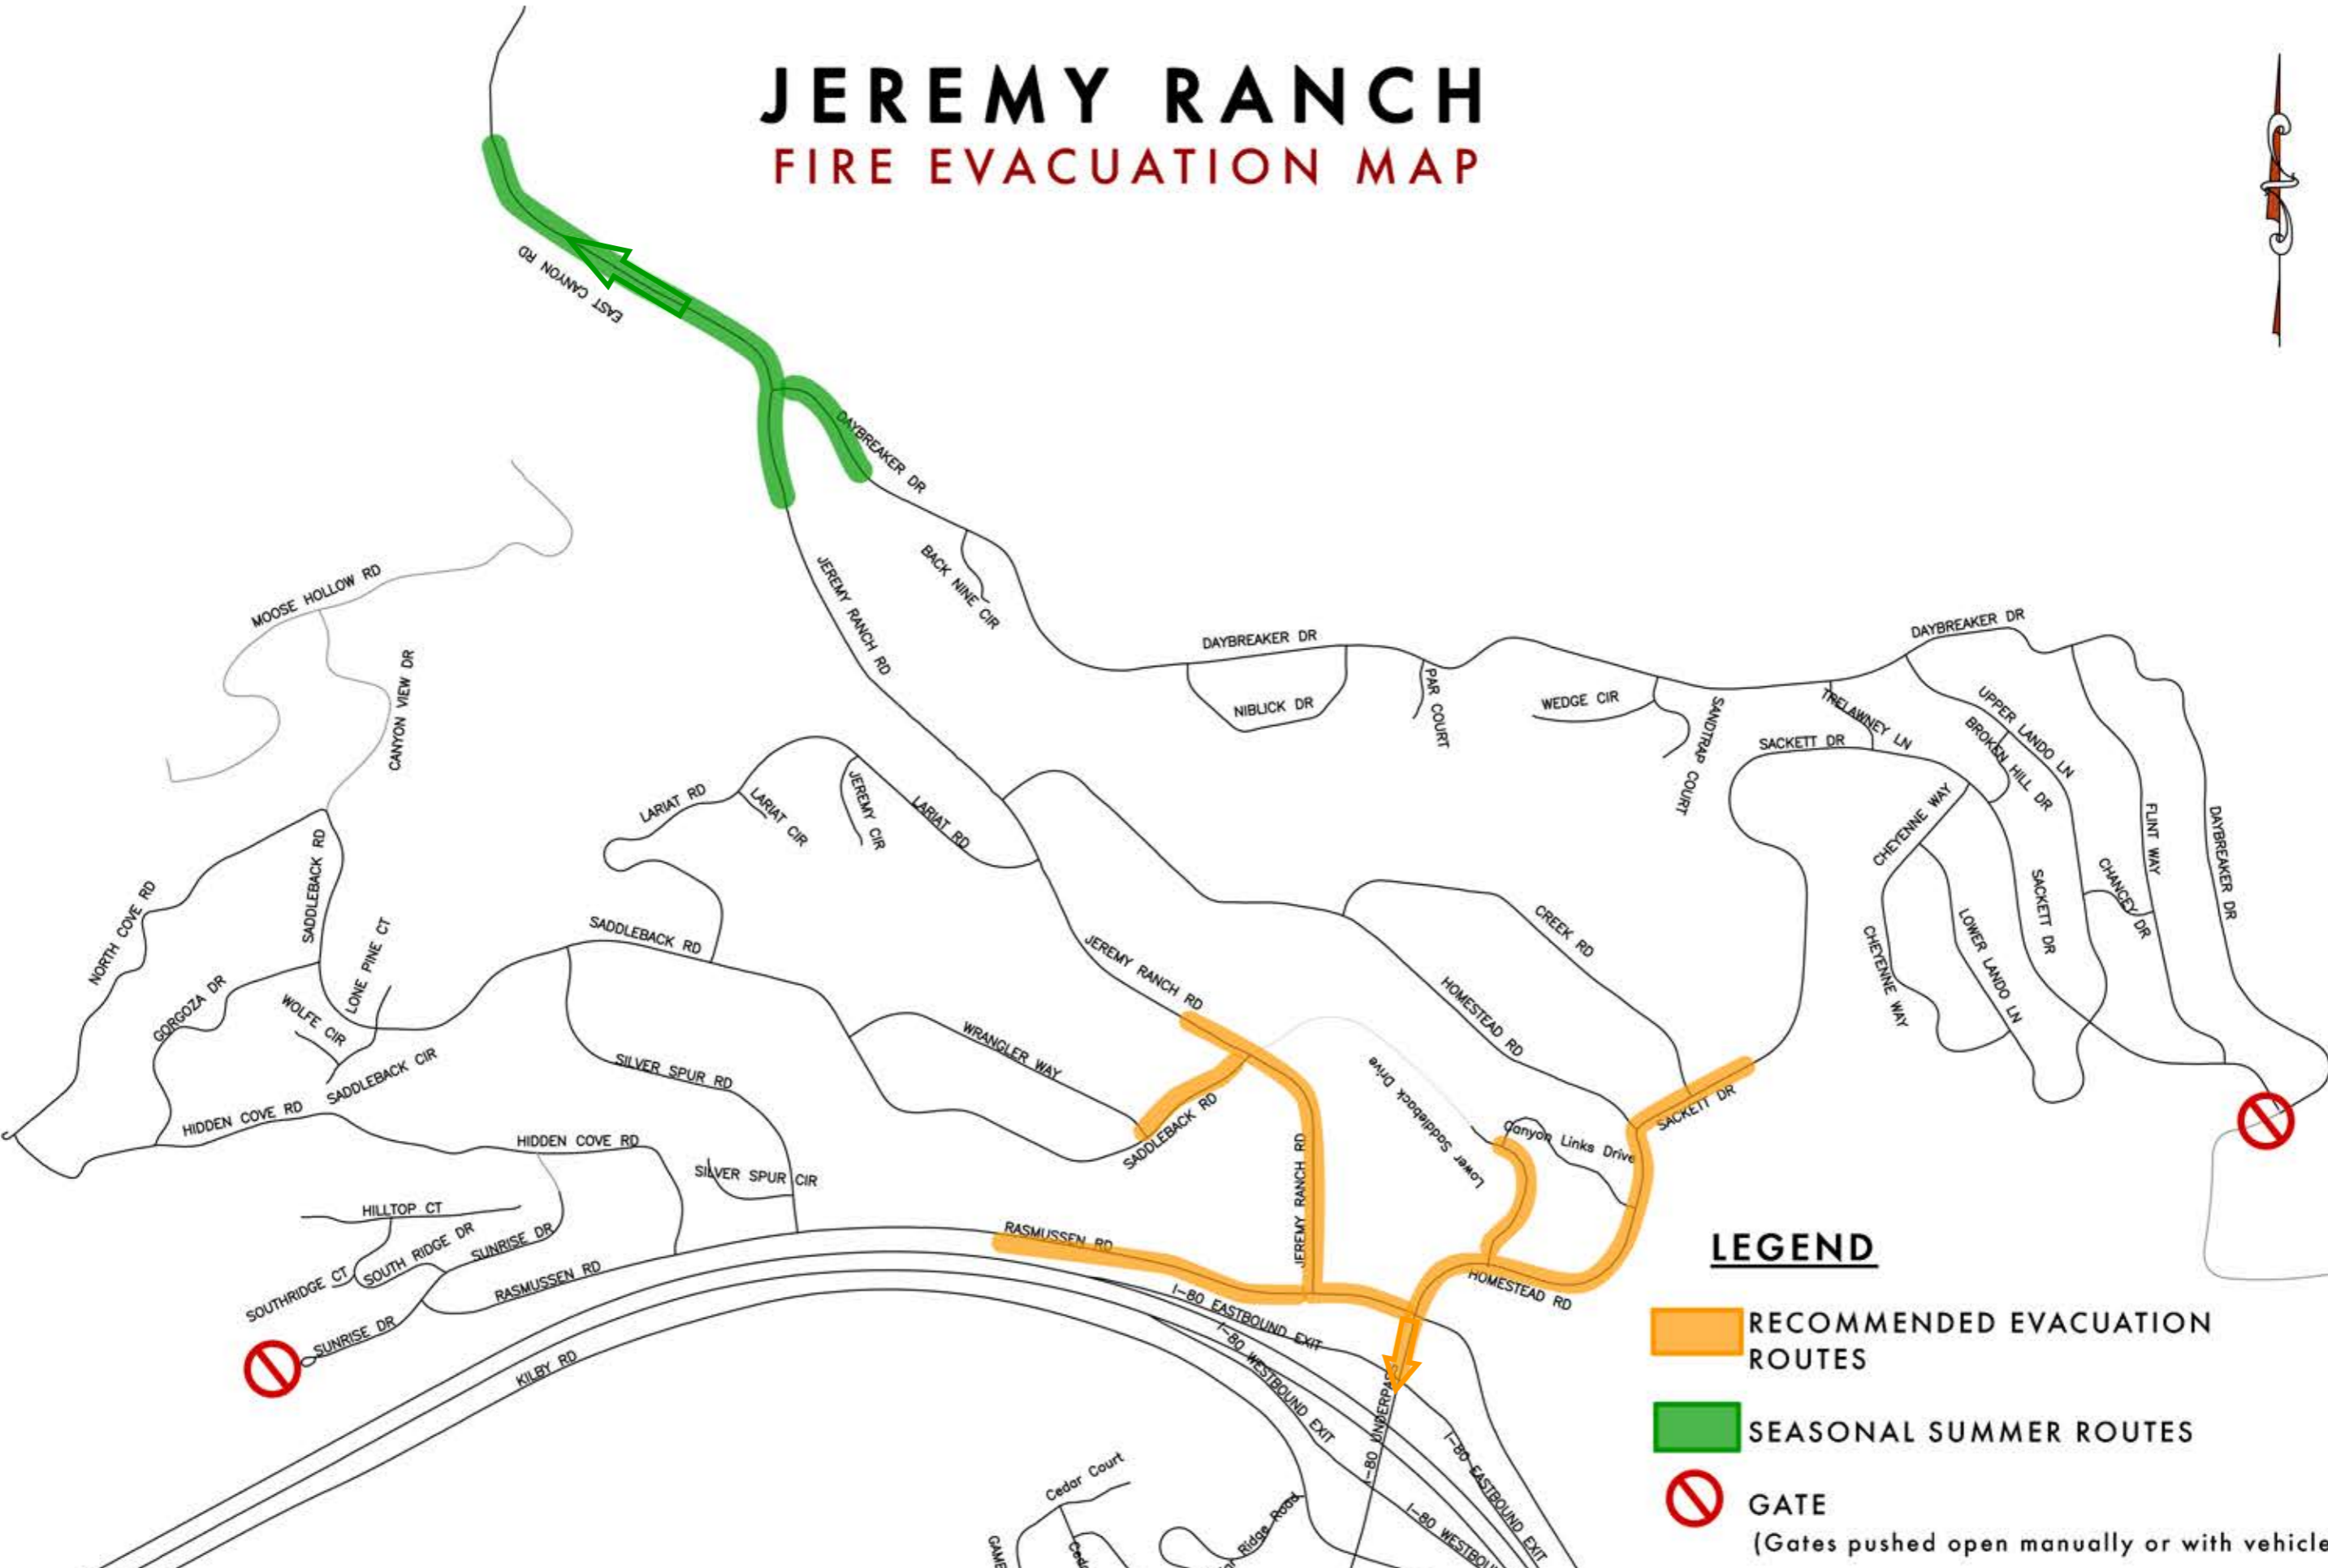 JEREMY RANCH
FIRE EVACUATION MAP
EAST CANYON RD
DAYBREAKER DR
BACK NINE CIR
JEREMY RANCH RD
MOOSE HOLLOW RD
CANYON VIEW DR
DAYBREAKER DR
NIBLICK DR
PAR COURT
WEDGE CIR
SANDTRAP COURT
DAYBREAKER DR
TRELAWNEY LN
UPPER LANDO LN
BROKEN HILL DR
SACKETT DR
CHEYENNE WAY
FLINT WAY
DAYBREAKER DR
LARIAT RD
LARIAT CIR
JEREMY CIR
LARIAT RD
SADDLEBACK RD
NORTH COVE RD
SADDLEBACK RD
LONE PINE CT
GORGOZA DR
WOLFE CIR
JEREMY RANCH RD
CREEK RD
HOMESTEAD RD
CHEYENNE WAY
LOWER LANDO LN
SACKETT DR
CHANCEY DR
WRANGLER WAY
SILVER SPUR RD
SADDLEBACK CIR
HIDDEN COVE RD
HIDDEN COVE RD
SILVER SPUR CIR
SADDLEBACK RD
Lower Saddleback Drive
Canyon Links Drive
SACKETT DR
JEREMY RANCH RD
HILLTOP CT
SOUTH RIDGE DR
SUNRISE DR
SOUTHRIDGE CT
RASMUSSEN RD
SUNRISE DR
KILBY RD
RASMUSSEN RD
HOMESTEAD RD
I-80 EASTBOUND EXIT
I-80 WESTBOUND EXIT
I-80 UNDERPASS
I-80 EASTBOUND EXIT
I-80 WESTBOU
Cedar Court
Ridge Road
GAME
LEGEND
RECOMMENDED EVACUATION
ROUTES
SEASONAL SUMMER ROUTES
GATE
(Gates pushed open manually or with vehicle